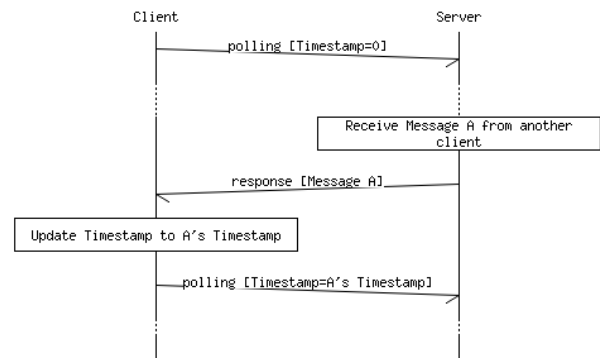 Client
Server
polling [Timestamp=0]
Receive Message A from another
client
response [Message A]
Update Timestamp to A's Timestamp
polling [Timestamp=A's Timestamp]